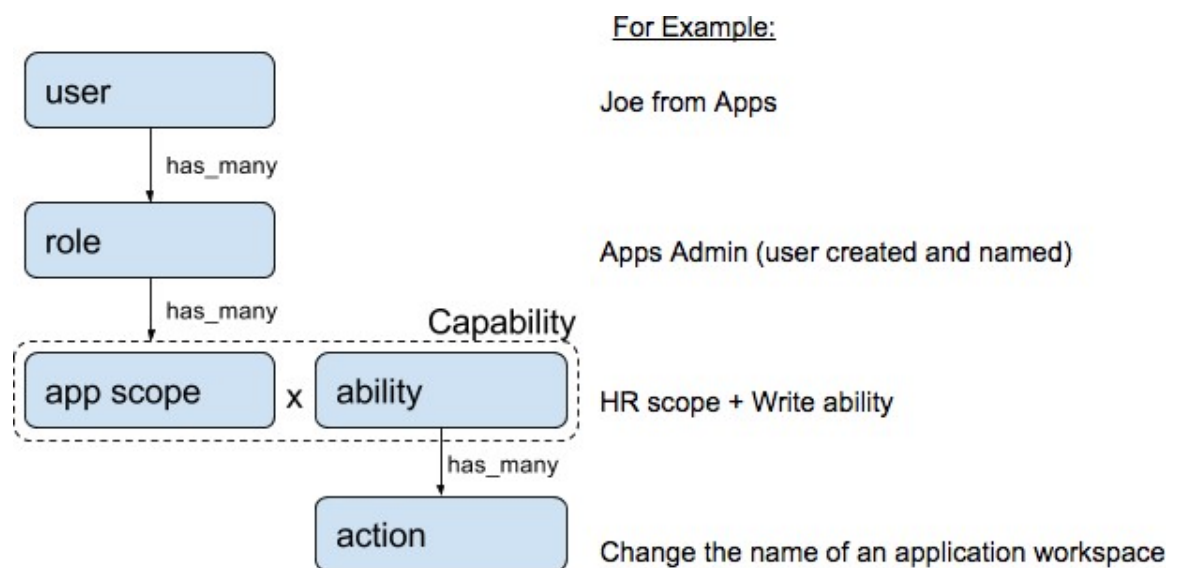 For Example:
user
Joe from Apps
has_many
role
Apps Admin (user created and named)
has_many
Capability
app scope x ability
HR scope + Write ability
has_many
action
Change the name of an application workspace